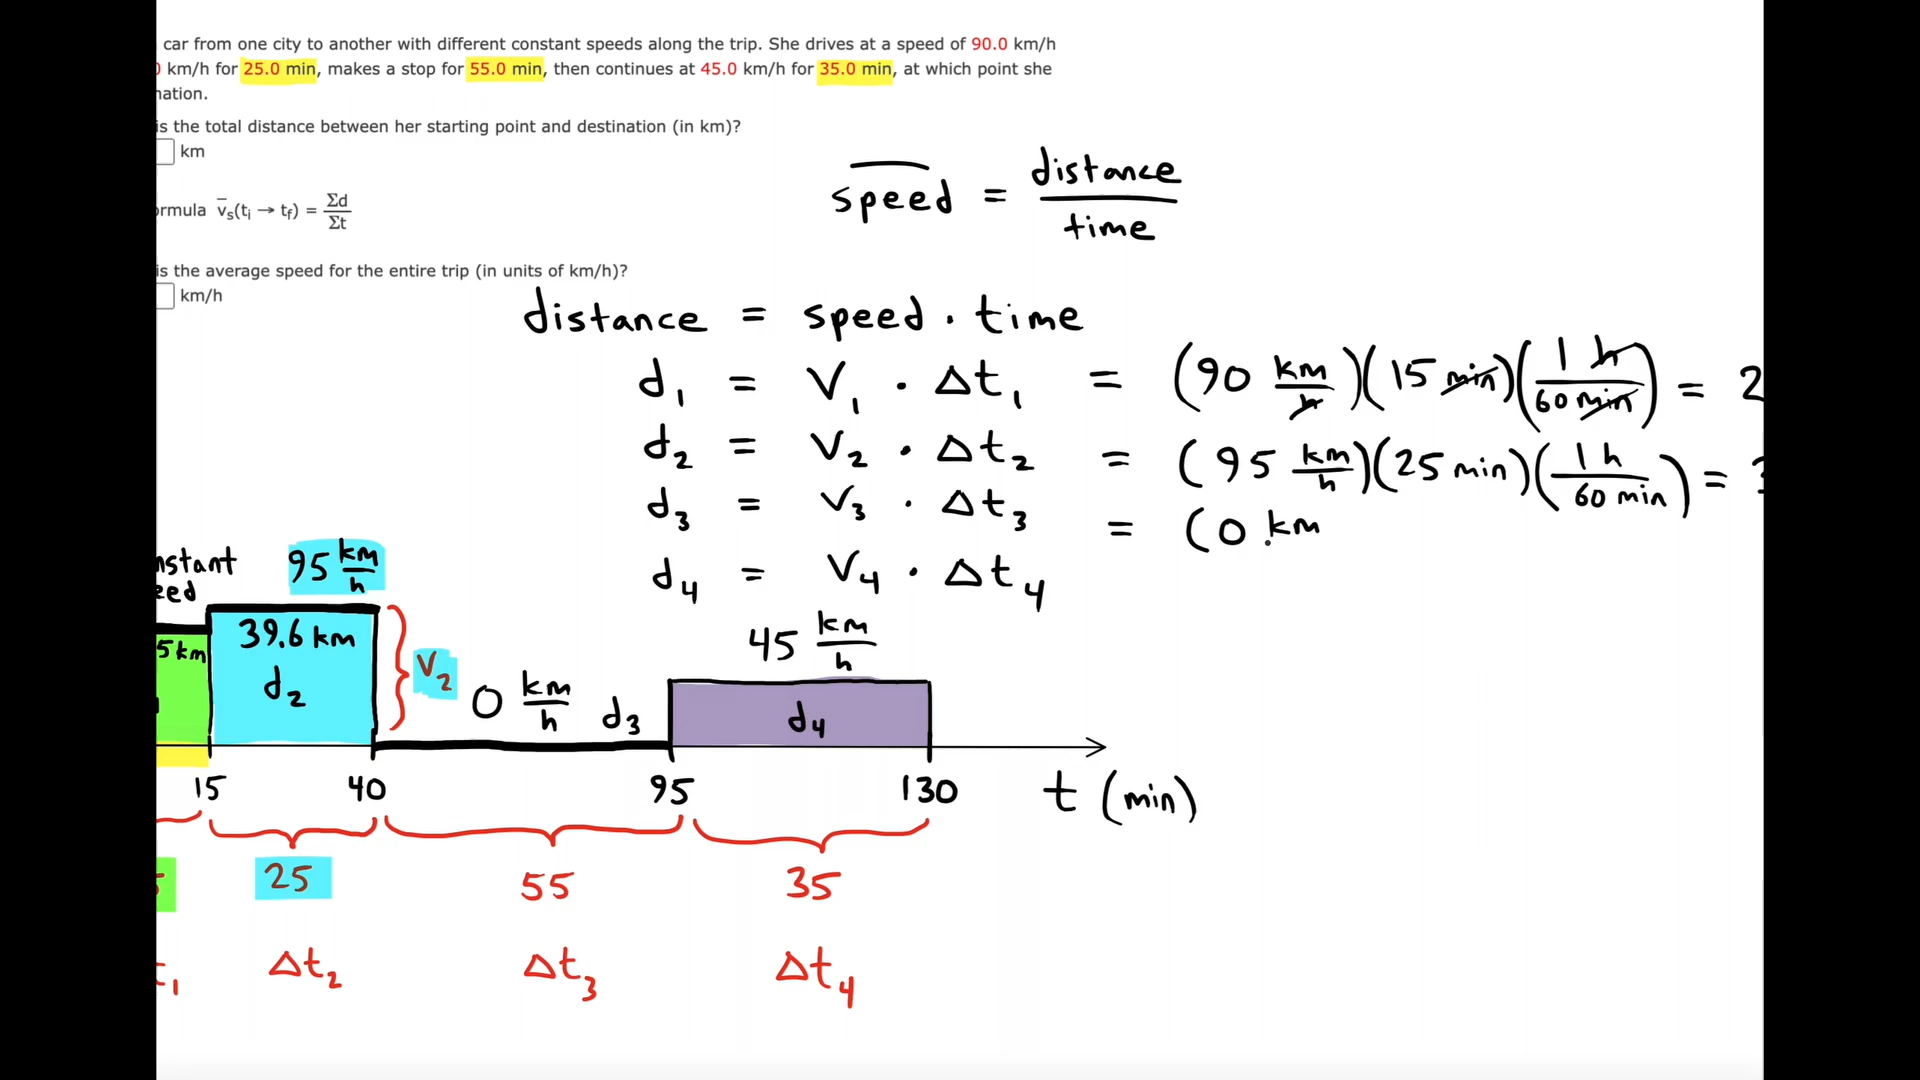 car from one city to another with different constant speeds along the trip. She drives at a speed of 90.0 km/h
km/h for 25.0 min, makes a stop for 55.0 min, then continues at 45.0 km/h for 35.0 min, at which point she
nation.
is the total distance between her starting point and destination (in km)?
km
speed = distance / time
ormula v̄s(ti → tf) = Σd / Σt
is the average speed for the entire trip (in units of km/h)?
km/h
distance = speed · time
d₁ = V₁ · Δt₁ = (90 km/h)(15 min)(1 h / 60 min) = 2
d₂ = V₂ · Δt₂ = (95 km/h)(25 min)(1 h / 60 min) =
d₃ = V₃ · Δt₃ = (0 km
d₄ = V₄ · Δt₄
nstant
eed
95 km/h
39.6 km
5 km
d₂
V₂
0 km/h
d₃
45 km/h
d₄
15 40 95 130 t (min)
25 55 35
t₁ Δt₂ Δt₃ Δt₄